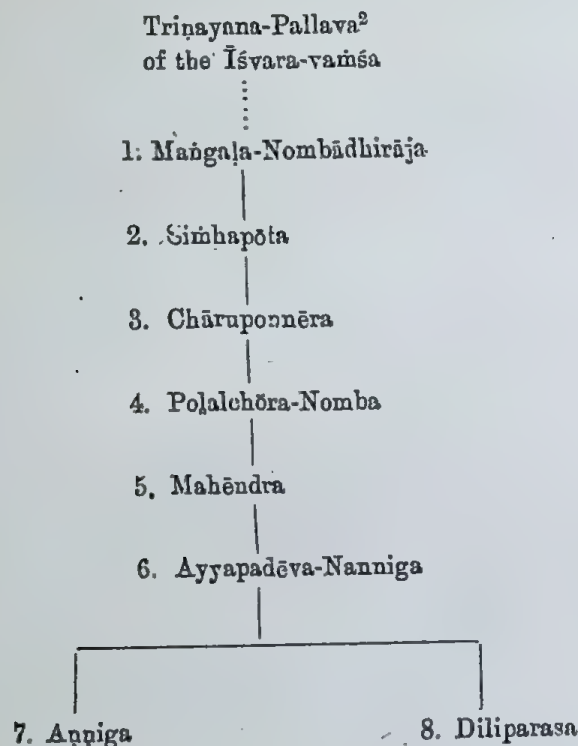 Triṇayana-Pallava²
of the Īśvara-vaṁśa
1. Maṅgaḷa-Nombādhirāja
2. Siṁhapōta
3. Chāruponnēra
4. Poḷalchōra-Nomba
5. Mahēndra
6. Ayyapadēva-Nanniga
7. Aṇṇiga
8. Diliparasa